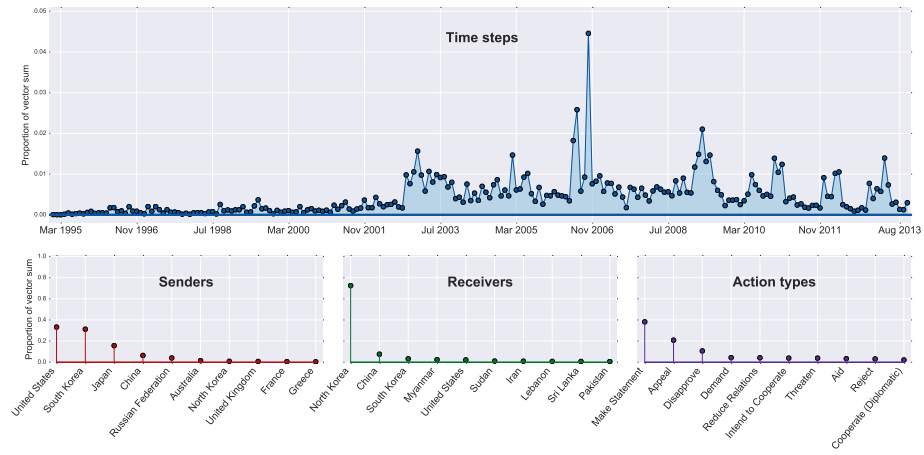 Time steps
Proportion of vector sum
0.05
0.04
0.03
0.02
0.01
0.00
Mar 1995 Nov 1996 Jul 1998 Mar 2000 Nov 2001 Jul 2003 Mar 2005 Nov 2006 Jul 2008 Mar 2010 Nov 2011 Aug 2013
Senders
Proportion of vector sum
1.0
0.8
0.6
0.4
0.2
0.0
United States
South Korea
Japan
China
Russian Federation
Australia
North Korea
United Kingdom
France
Greece
Receivers
North Korea
China
South Korea
Myanmar
United States
Sudan
Iran
Lebanon
Sri Lanka
Pakistan
Action types
Make Statement
Appeal
Disapprove
Demand
Reduce Relations
Intend to Cooperate
Threaten
Aid
Reject
Cooperate (Diplomatic)